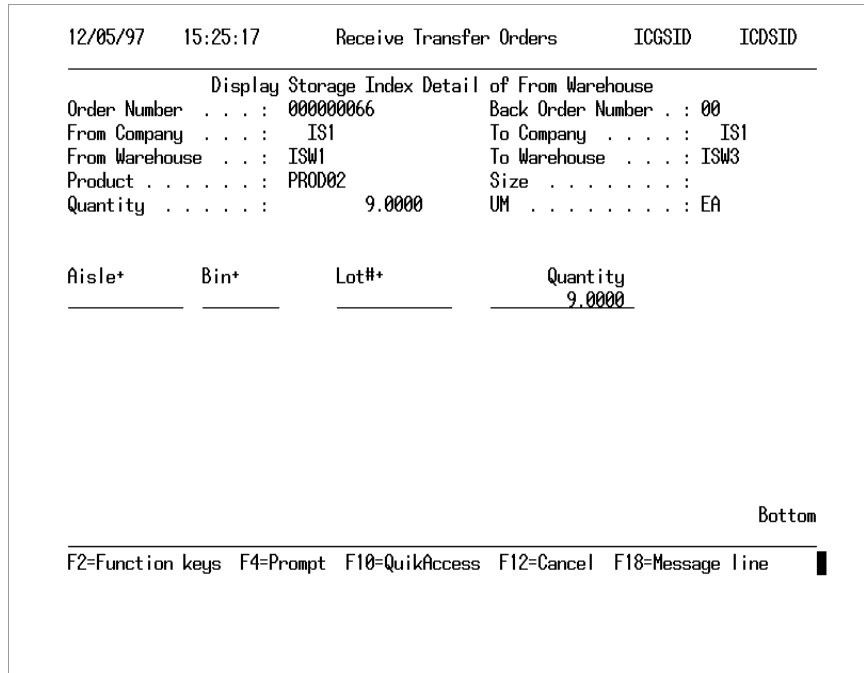 12/05/97 15:25:17 Receive Transfer Orders ICGSID ICDSID
Display Storage Index Detail of From Warehouse
Order Number . . . : 000000066 Back Order Number . : 00
From Company . . . : IS1 To Company . . . . : IS1
From Warehouse . . : ISW1 To Warehouse . . . : ISW3
Product . . . . . . : PROD02 Size . . . . . . . :
Quantity . . . . . : 9.0000 UM . . . . . . . . : EA
Aisle+ Bin+ Lot#+ Quantity
9.0000
Bottom
F2=Function keys F4=Prompt F10=QuikAccess F12=Cancel F18=Message line